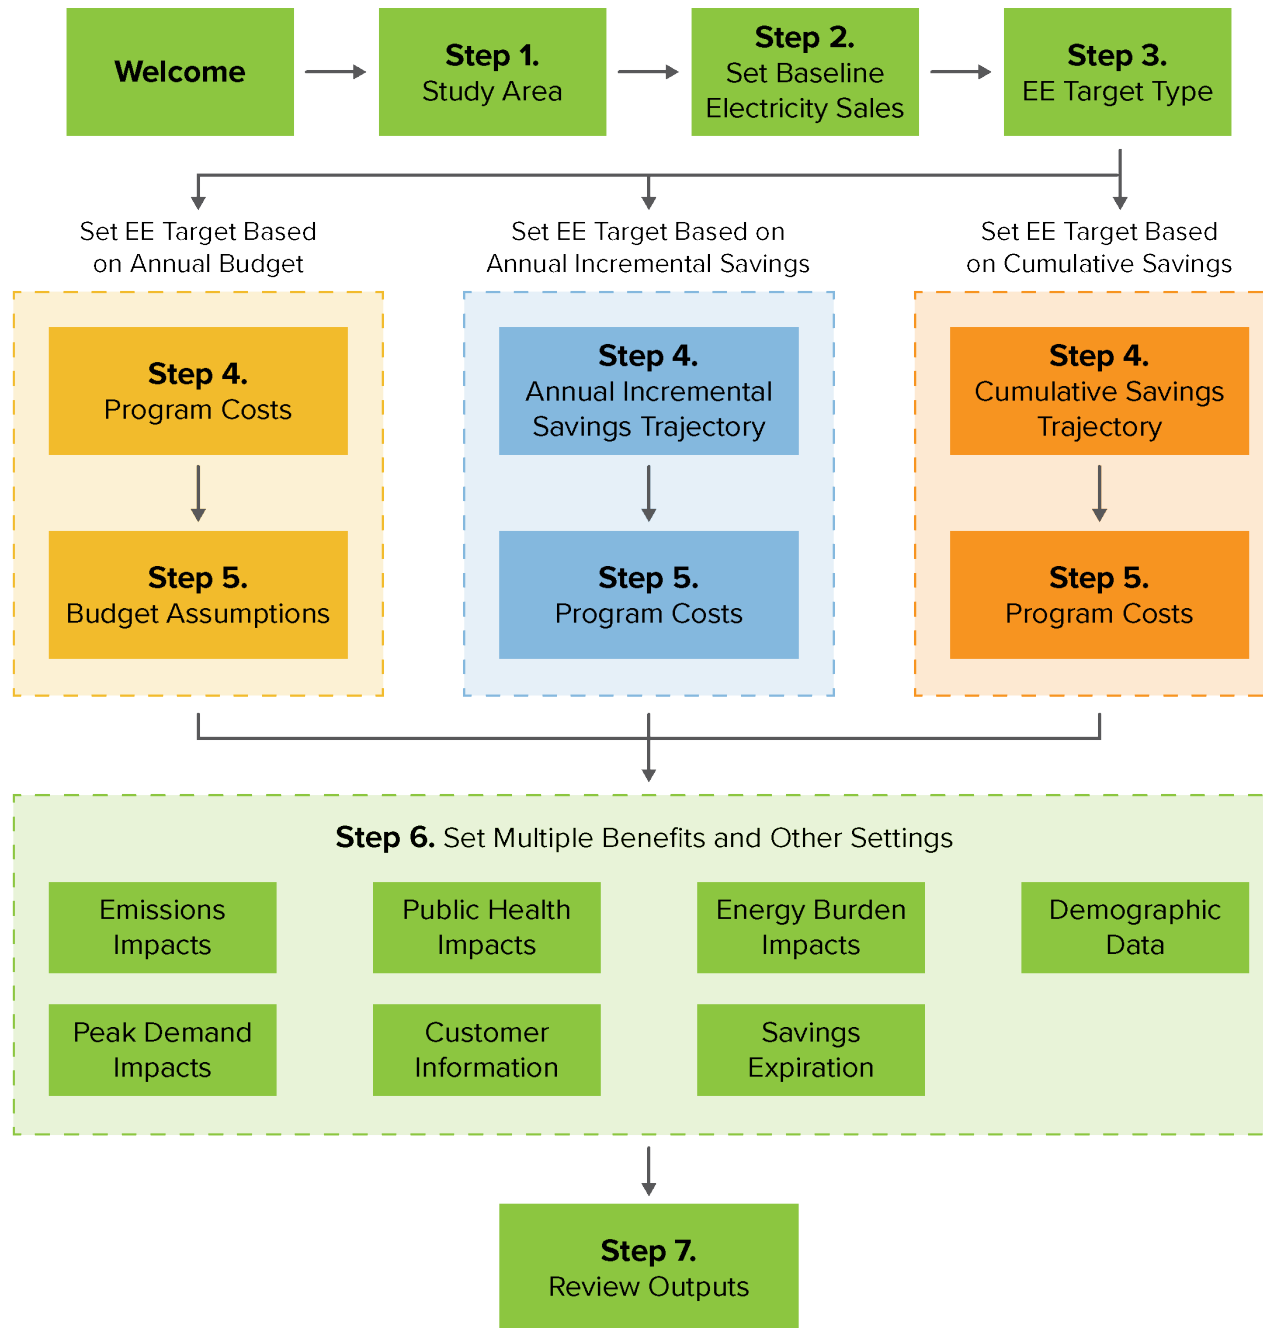 Welcome
Step 1.
Study Area
Step 2.
Set Baseline
Electricity Sales
Step 3.
EE Target Type
Set EE Target Based
on Annual Budget
Set EE Target Based on
Annual Incremental Savings
Set EE Target Based
on Cumulative Savings
Step 4.
Program Costs
Step 5.
Budget Assumptions
Step 4.
Annual Incremental
Savings Trajectory
Step 5.
Program Costs
Step 4.
Cumulative Savings
Trajectory
Step 5.
Program Costs
Step 6. Set Multiple Benefits and Other Settings
Emissions
Impacts
Public Health
Impacts
Energy Burden
Impacts
Demographic
Data
Peak Demand
Impacts
Customer
Information
Savings
Expiration
Step 7.
Review Outputs